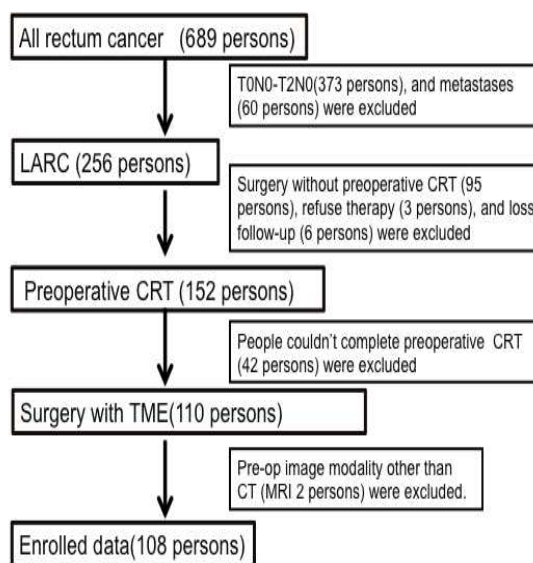 All rectum cancer (689 persons)
T0N0-T2N0(373 persons), and metastases
(60 persons) were excluded
LARC (256 persons)
Surgery without preoperative CRT (95
persons), refuse therapy (3 persons), and loss
follow-up (6 persons) were excluded
Preoperative CRT (152 persons)
People couldn't complete preoperative CRT
(42 persons) were excluded
Surgery with TME(110 persons)
Pre-op image modality other than
CT (MRI 2 persons) were excluded.
Enrolled data(108 persons)